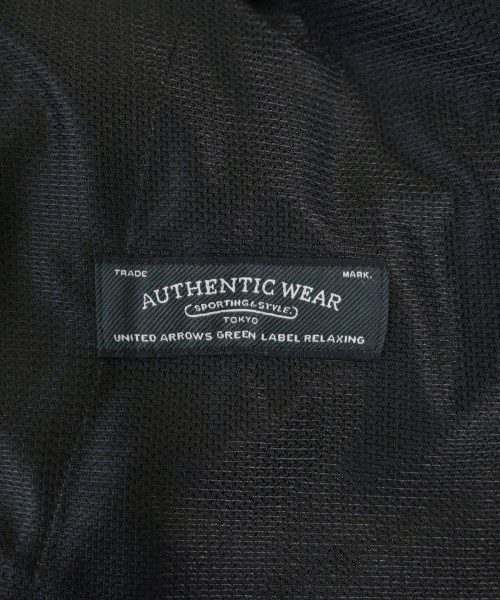 TRADE MARK.
AUTHENTIC WEAR
SPORTING & STYLE.
TOKYO
UNITED ARROWS GREEN LABEL RELAXING